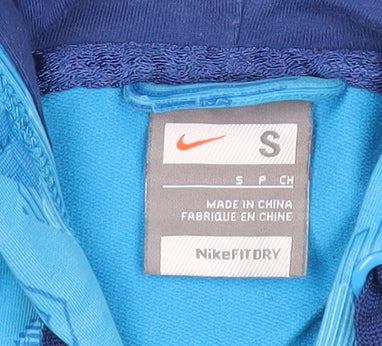 S
S P CH
MADE IN CHINA
FABRIQUE EN CHINE
NikeFITDRY